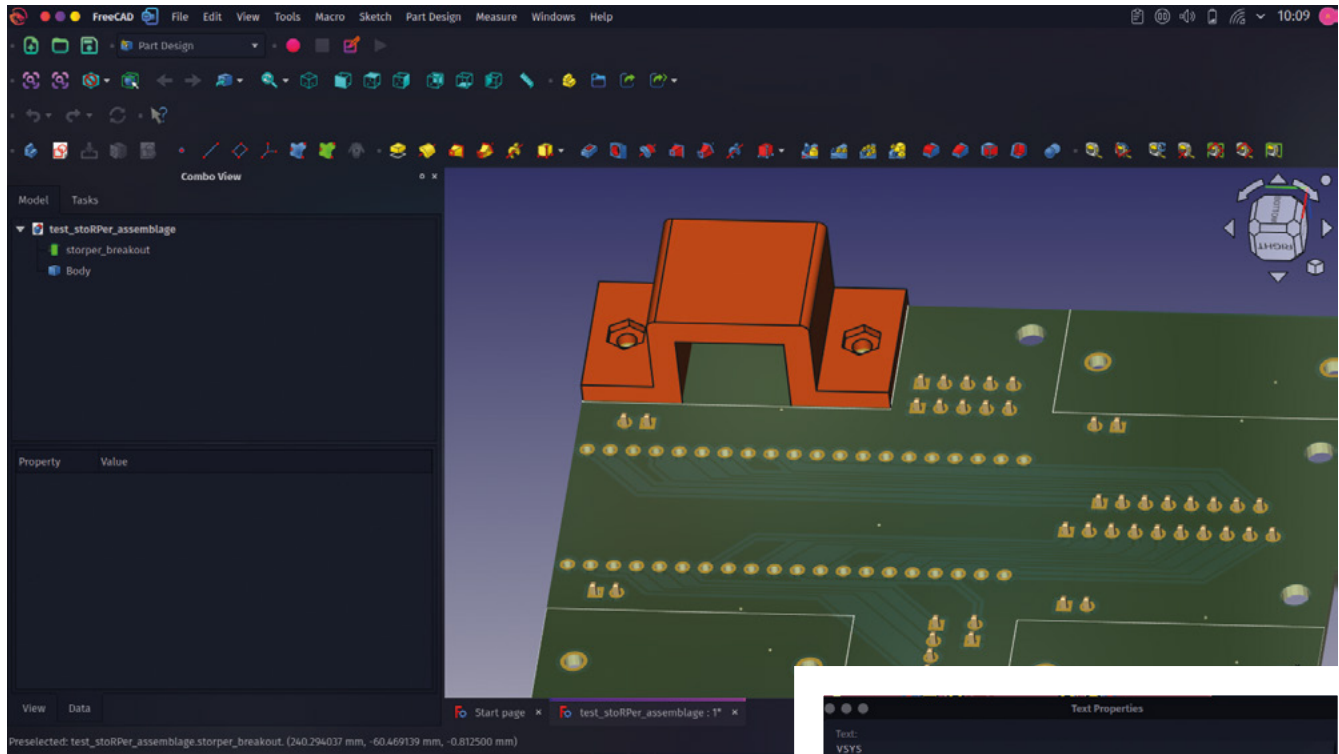 FreeCAD File Edit View Tools Macro Sketch Part Design Measure Windows Help 10:09
Part Design
Combo View
Model Tasks
test_stoRPer_assemblage
storper_breakout
Body
Property Value
View Data
Start page test_stoRPer_assemblage : 1*
Preselected: test_stoRPer_assemblage.storper_breakout. (240.294037 mm, -60.469139 mm, -0.812500 mm)
BOTTOM
RIGHT
Text Properties
Text:
VSYS